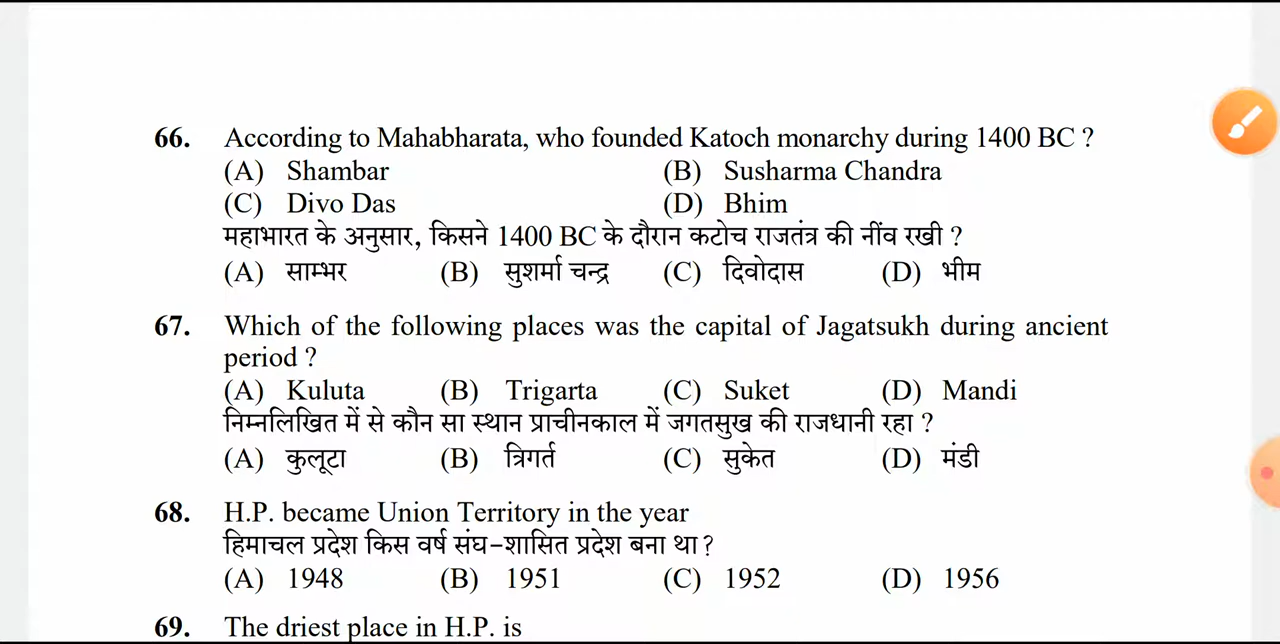 66. According to Mahabharata, who founded Katoch monarchy during 1400 BC ?
(A) Shambar (B) Susharma Chandra
(C) Divo Das (D) Bhim
महाभारत के अनुसार, किसने 1400 BC के दौरान कटोच राजतंत्र की नींव रखी ?
(A) साम्भर (B) सुशर्मा चन्द्र (C) दिवोदास (D) भीम
67. Which of the following places was the capital of Jagatsukh during ancient
period ?
(A) Kuluta (B) Trigarta (C) Suket (D) Mandi
निम्नलिखित में से कौन सा स्थान प्राचीनकाल में जगतसुख की राजधानी रहा ?
(A) कुलूटा (B) त्रिगर्त (C) सुकेत (D) मंडी
68. H.P. became Union Territory in the year
हिमाचल प्रदेश किस वर्ष संघ-शासित प्रदेश बना था ?
(A) 1948 (B) 1951 (C) 1952 (D) 1956
69. The driest place in H.P. is